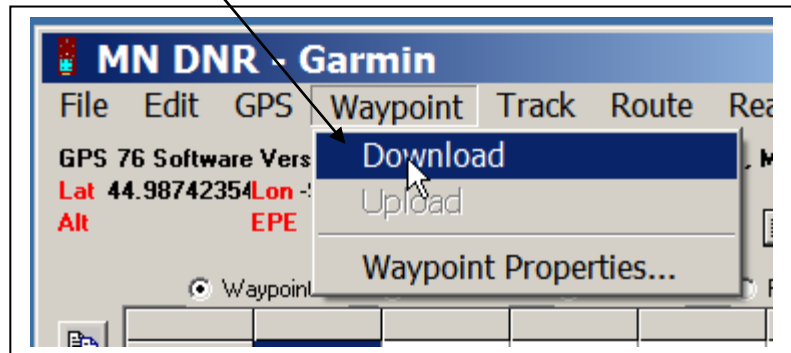 MN DNR - Garmin
File Edit GPS Waypoint Track Route
Download
GPS 76 Software
Lat 44.98742354 Lon
Upload
Alt EPE
Waypoint Properties...
Waypoint